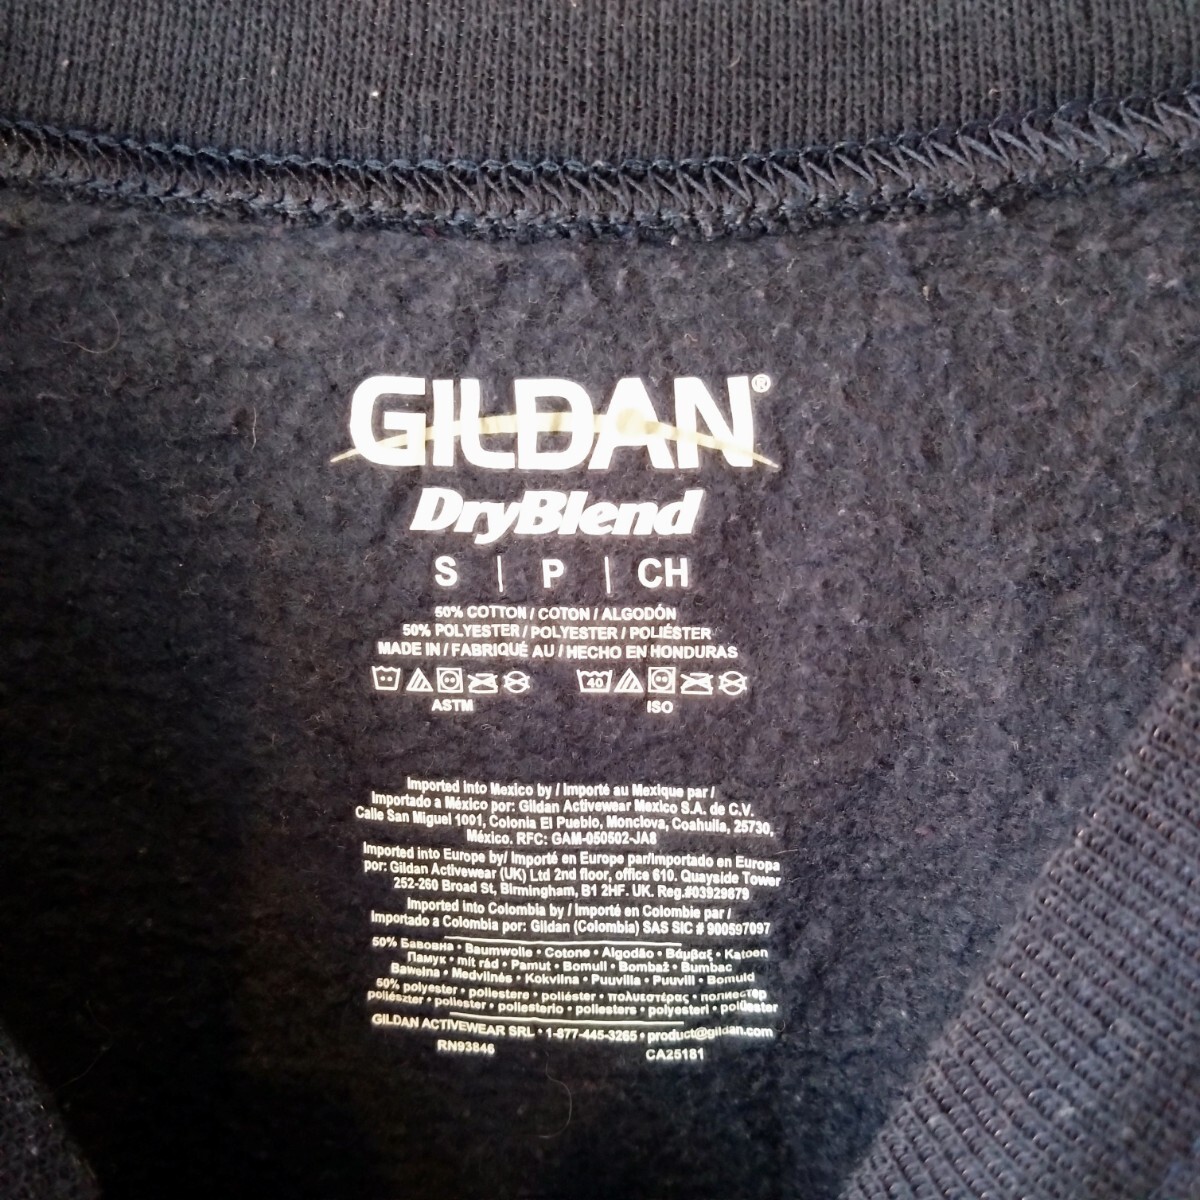 GILDAN®
DryBlend
S | P | CH
50% COTTON / COTON / ALGODÓN
50% POLYESTER / POLYESTER / POLIÉSTER
MADE IN / FABRIQUÉ AU / HECHO EN HONDURAS
40
ASTM
ISO
Imported into Mexico by / Importé au Mexique par /
Importado a México por: Gildan Activewear Mexico S.A. de C.V.
Calle San Miguel 1001, Colonia El Pueblo, Monclova, Coahuila, 25730,
México. RFC: GAM-050502-JA8
Imported into Europe by/ Importé en Europe par/Importado en Europa
por: Gildan Activewear (UK) Ltd 2nd floor, office 610. Quayside Tower
252-260 Broad St, Birmingham, B1 2HF. UK. Reg.#03929879
Imported into Colombia by / Importé en Colombie par /
Importado a Colombia por: Gildan (Colombia) SAS SIC # 900597097
50% Бавовна • Baumwolle • Cotone • Algodão • Βάμβαξ • Katoen
Памук • mit råd • Pamut • Bomull • Bombaž • Bumbac
Bawełna • Medvilnės • Kokvilna • Puuvilla • Puuvill • Bomuld
50% polyester • poliestere • poliéster • πολυεστέρας • полиестер
poliészter • poliester • poliesterio • poliesters • polyesteri • polüester
GILDAN ACTIVEWEAR SRL • 1-877-445-3265 • product@gildan.com
RN93846
CA25181